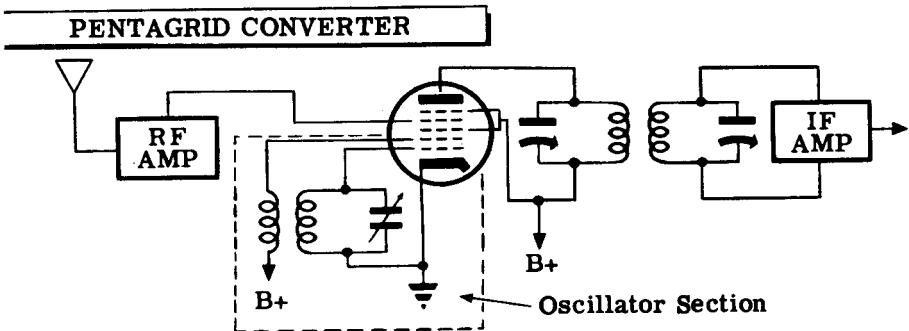 PENTAGRID CONVERTER
RF
AMP
IF
AMP
B+
B+
Oscillator Section